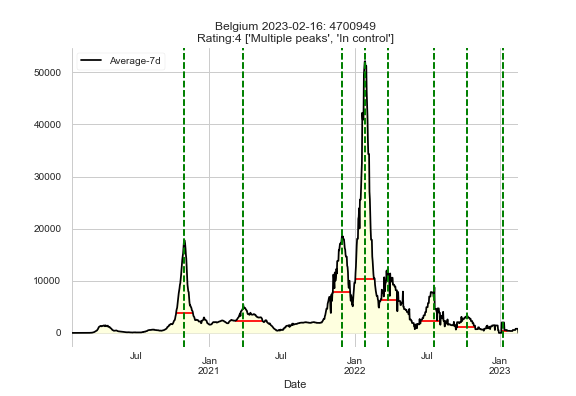 Belgium 2023-02-16: 4700949
Rating:4 ['Multiple peaks', 'In control']
Average-7d
50000
40000
30000
20000
10000
0
Jul
Jan
2021
Jul
Jan
2022
Jul
Jan
2023
Date